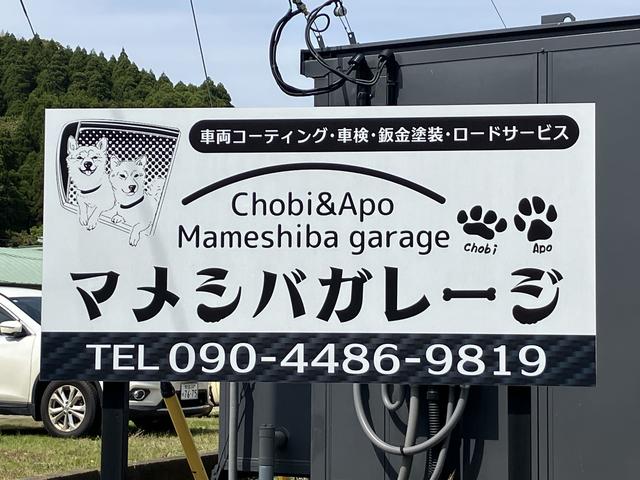 車両コーティング・車検・鈑金塗装・ロードサービス
Chobi&Apo
Mameshiba garage
Chobi
Apo
マメシバガレージ
TEL 090-4486-9819